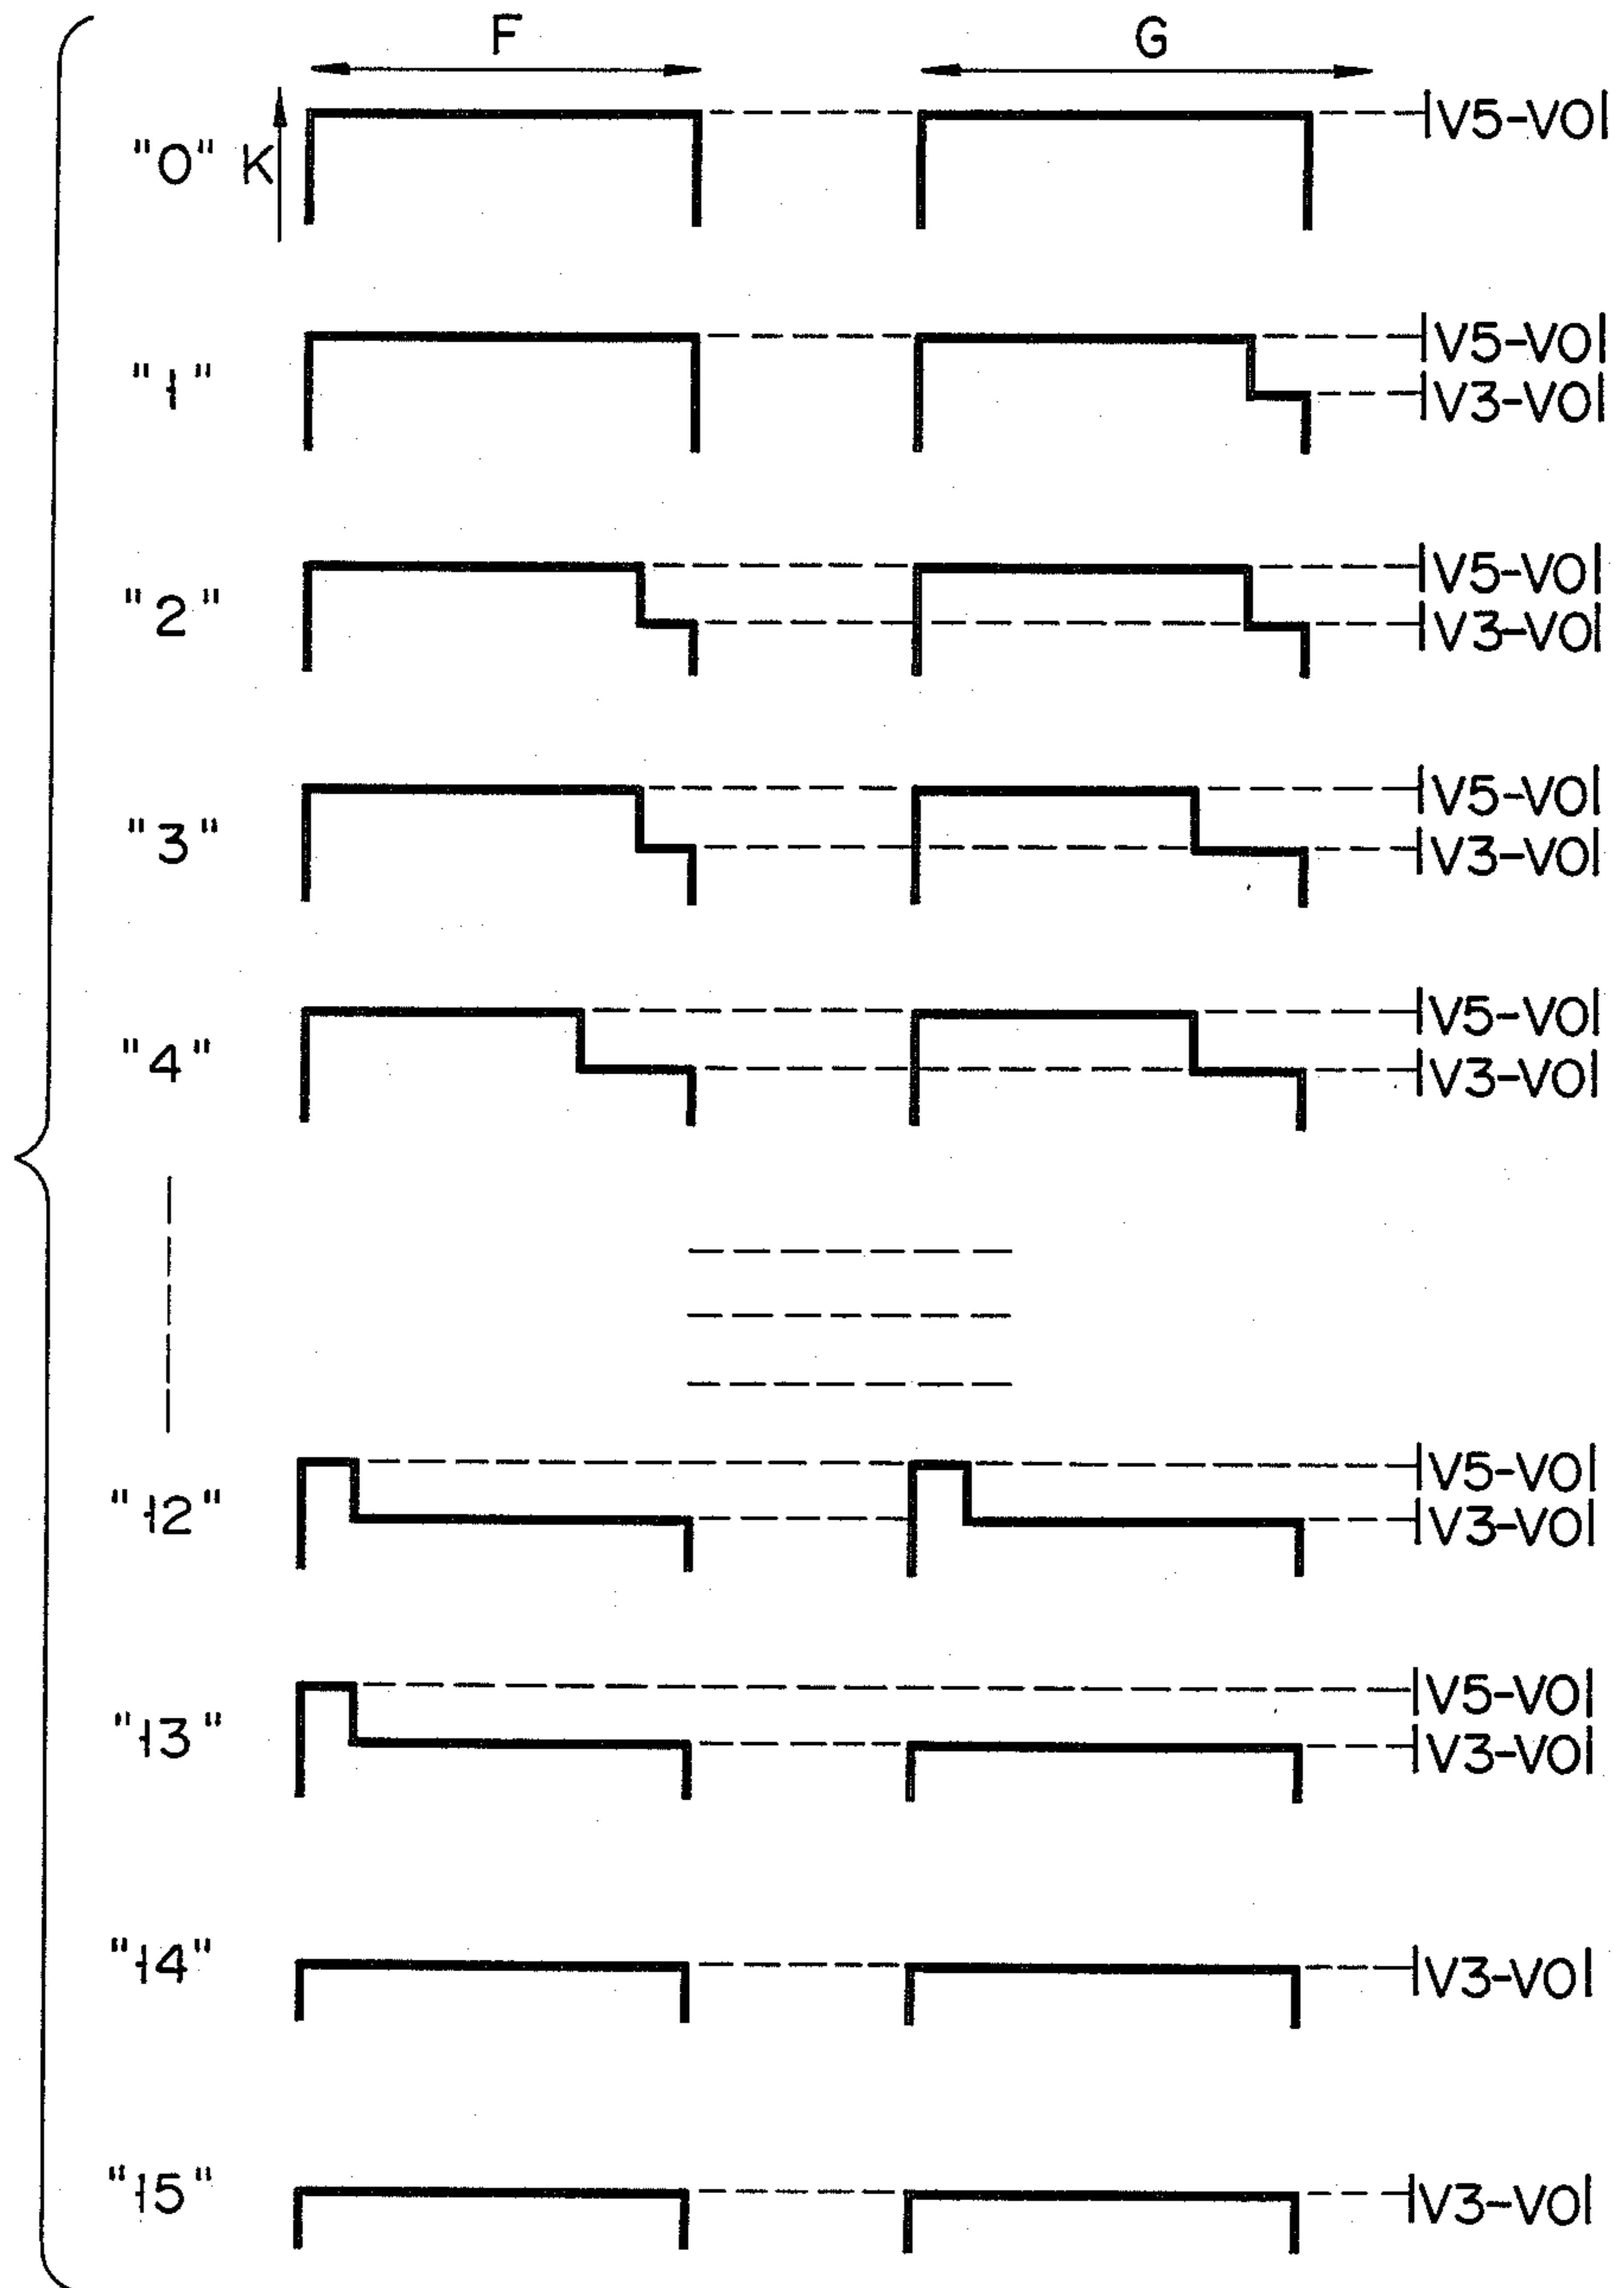 F G
"0" K |V5-V0|
"1" |V5-V0|
|V3-V0|
"2" |V5-V0|
|V3-V0|
"3" |V5-V0|
|V3-V0|
"4" |V5-V0|
|V3-V0|
"12" |V5-V0|
|V3-V0|
"13" |V5-V0|
|V3-V0|
"14" |V3-V0|
"15" |V3-V0|